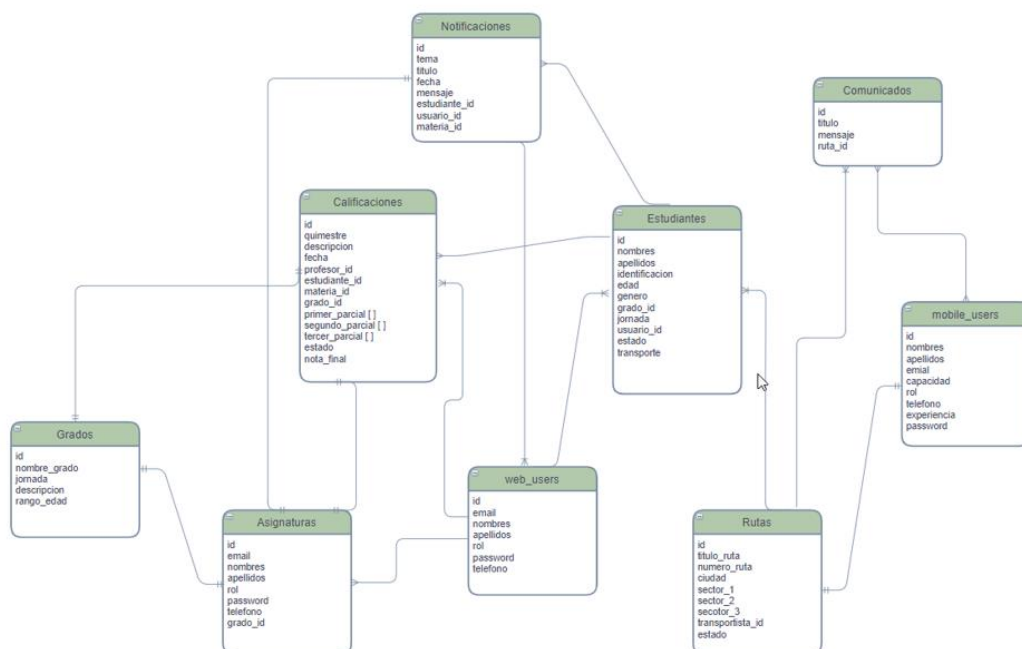 Notificaciones
id
tema
titulo
fecha
mensaje
estudiante_id
usuario_id
materia_id
Comunicados
id
titulo
mensaje
ruta_id
Calificaciones
id
quimestre
descripcion
fecha
profesor_id
estudiante_id
materia_id
grado_id
primer_parcial [ ]
segundo_parcial [ ]
tercer_parcial [ ]
estado
nota_final
Estudiantes
id
nombres
apellidos
identificacion
edad
genero
grado_id
jornada
usuario_id
estado
transporte
mobile_users
id
nombres
apellidos
emial
capacidad
rol
telefono
experiencia
password
Grados
id
nombre_grado
jornada
descripcion
rango_edad
Asignaturas
id
email
nombres
apellidos
rol
password
telefono
grado_id
web_users
id
email
nombres
apellidos
rol
password
telefono
Rutas
id
titulo_ruta
numero_ruta
ciudad
sector_1
sector_2
secotor_3
transportista_id
estado